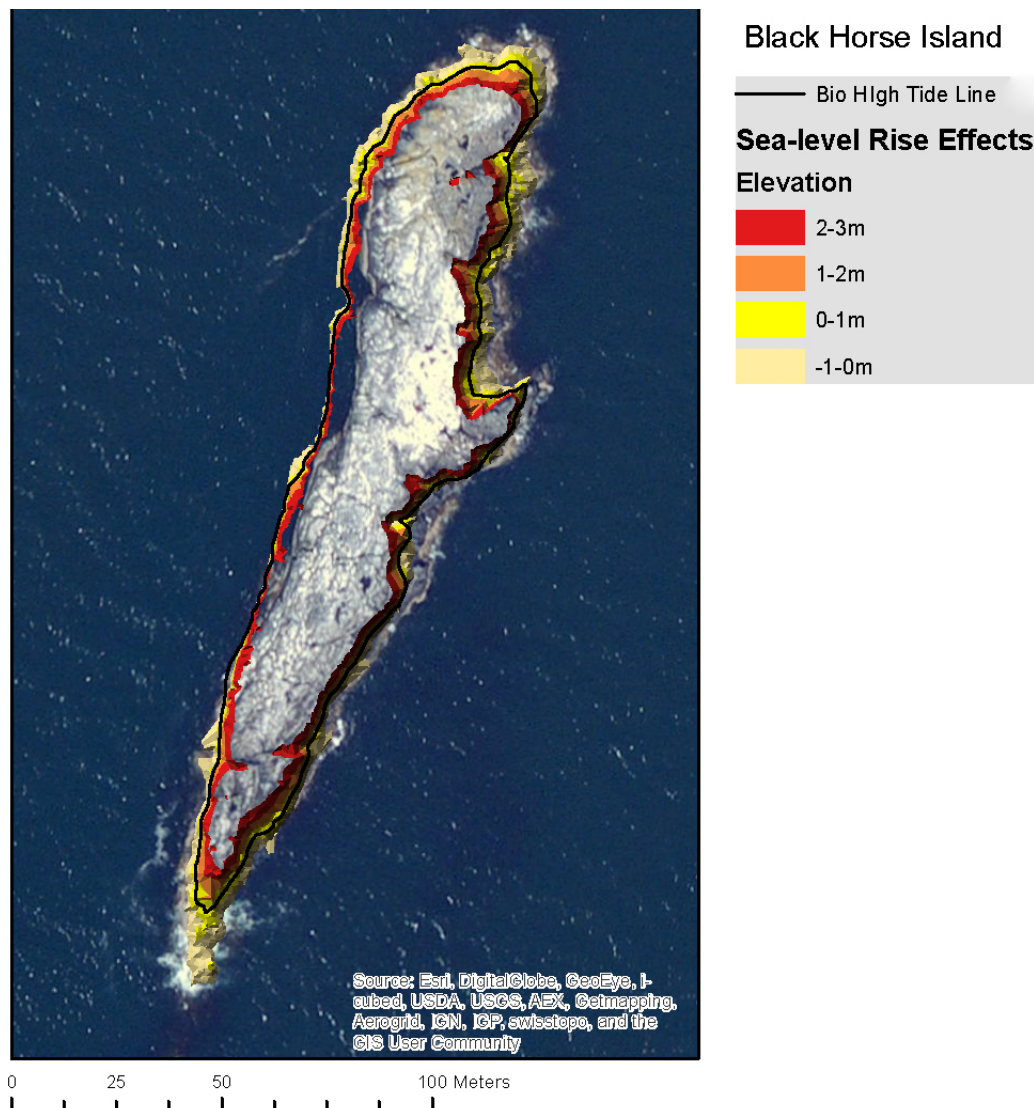 Black Horse Island
Bio HIgh Tide Line
Sea-level Rise Effects
Elevation
2-3m
1-2m
0-1m
-1-0m
Source: Esri, DigitalGlobe, GeoEye, i-
cubed, USDA, USGS, AEX, Getmapping,
Aerogrid, IGN, IGP, swisstopo, and the
GIS User Community
0 25 50 100 Meters